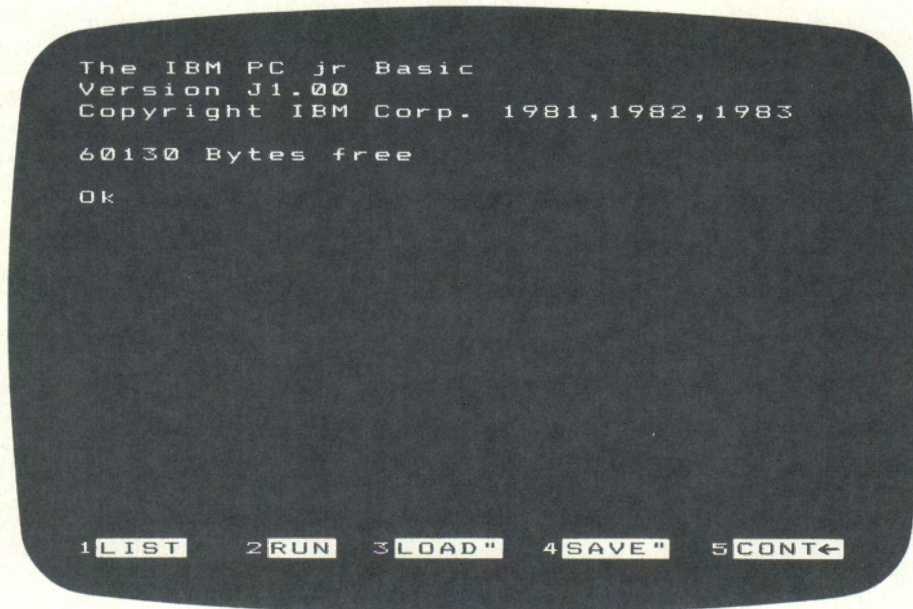 The IBM PC jr Basic
Version J1.00
Copyright IBM Corp. 1981,1982,1983
60130 Bytes free
Ok
1LIST 2RUN 3LOAD" 4SAVE" 5CONT←